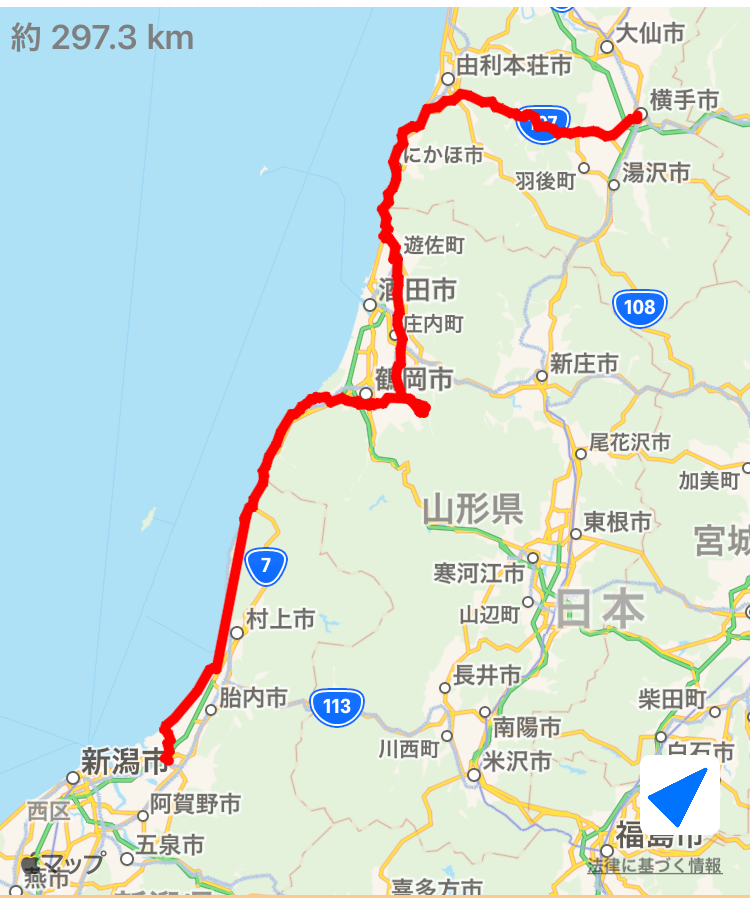 約 297.3 km
大仙市
由利本荘市
横手市
にかほ市
羽後町
湯沢市
遊佐町
酒田市
108
庄内町
新庄市
鶴岡市
尾花沢市
加美町
山形県
東根市
宮城
7
寒河江市
日本
山辺町
村上市
長井市
胎内市
113
柴田町
南陽市
川西町
白石市
新潟市
米沢市
西区
阿賀野市
福島市
五泉市
マップ
法律に基づく情報
燕市
喜多方市